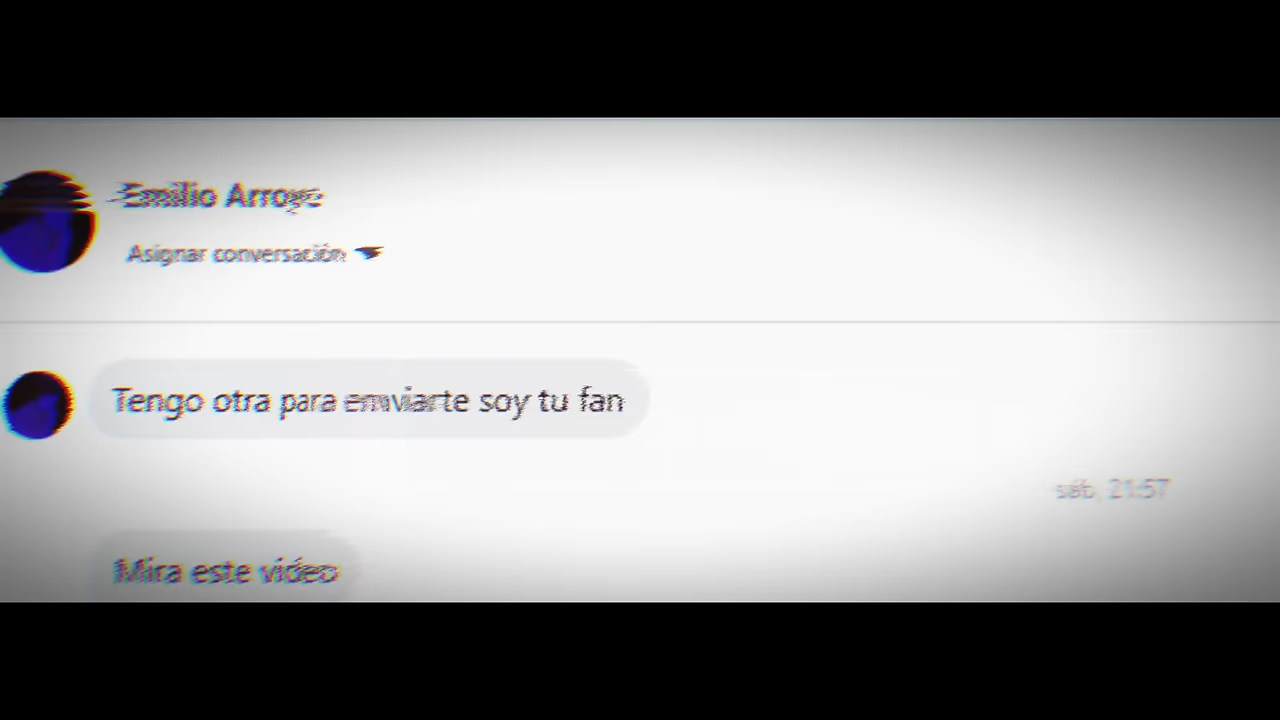 Emilio Arroyo
Asignar conversación
Tengo otra para enviarte soy tu fan
sáb, 21:57
Mira este video